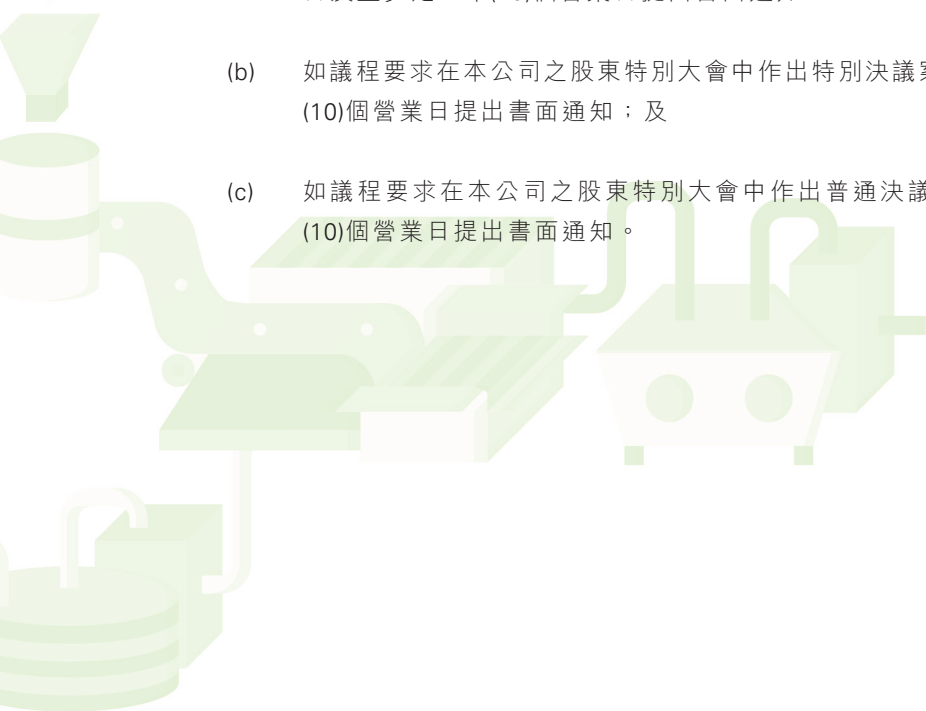 (b) 如議程要求在本公司之股東特別大會中作出特別決議
(10)個營業日提出書面通知；及
(c) 如議程要求在本公司之股東特別大會中作出普通決議
(10)個營業日提出書面通知。